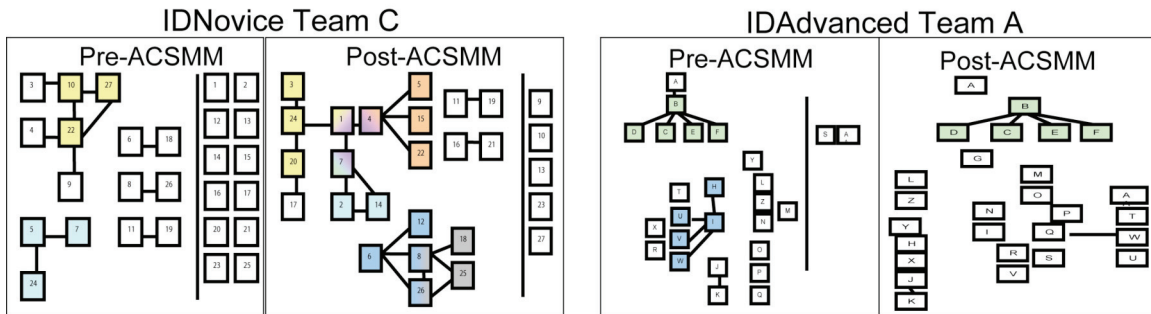 IDNovice Team C
Pre-ACSMM
3 10 27
4 22
9
6 18
8 26
11 19
5 7
24
1 2
12 13
14 15
16 17
20 21
23 25
Post-ACSMM
3
5
24 1 4
15
20 7
22
17 2 14
12
6 8 18
26 25
11 19
16 21
9
10
13
23
27
IDAdvanced Team A
Pre-ACSMM
A
B
D C E F
T H
X U I
R V
W
J
K
Y
L
Z M
N
O
P
Q
S A
Post-ACSMM
A
B
D C E F
G
L
Z
Y
H
X
J
K
M
O
N P
I Q
R S
V
A
T
W
U